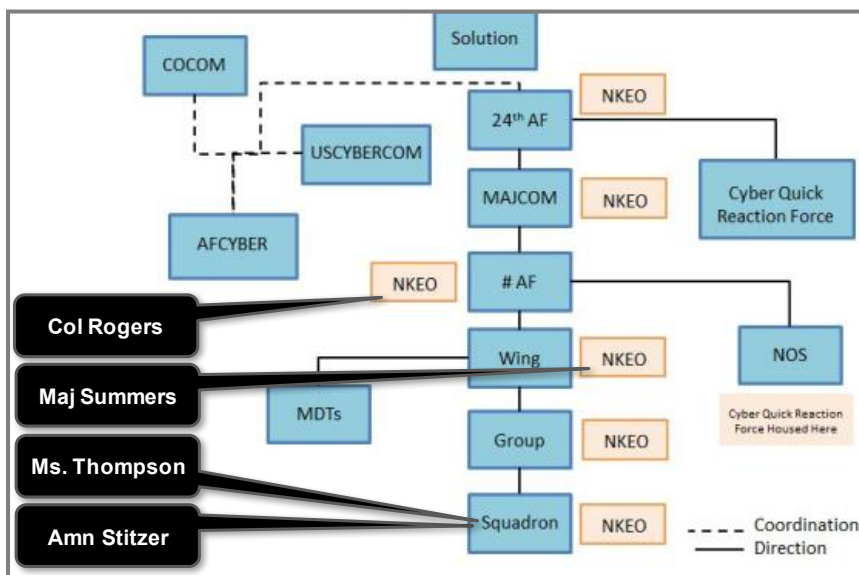 Solution
COCOM
NKEO
24th AF
USCYBERCOM
Cyber Quick
Reaction Force
MAJCOM
NKEO
AFCYBER
NKEO
# AF
Col Rogers
Wing
NKEO
NOS
Maj Summers
MDTs
Cyber Quick Reaction
Force Housed Here
Group
NKEO
Ms. Thompson
Amn Stitzer
Squadron
NKEO
Coordination
Direction